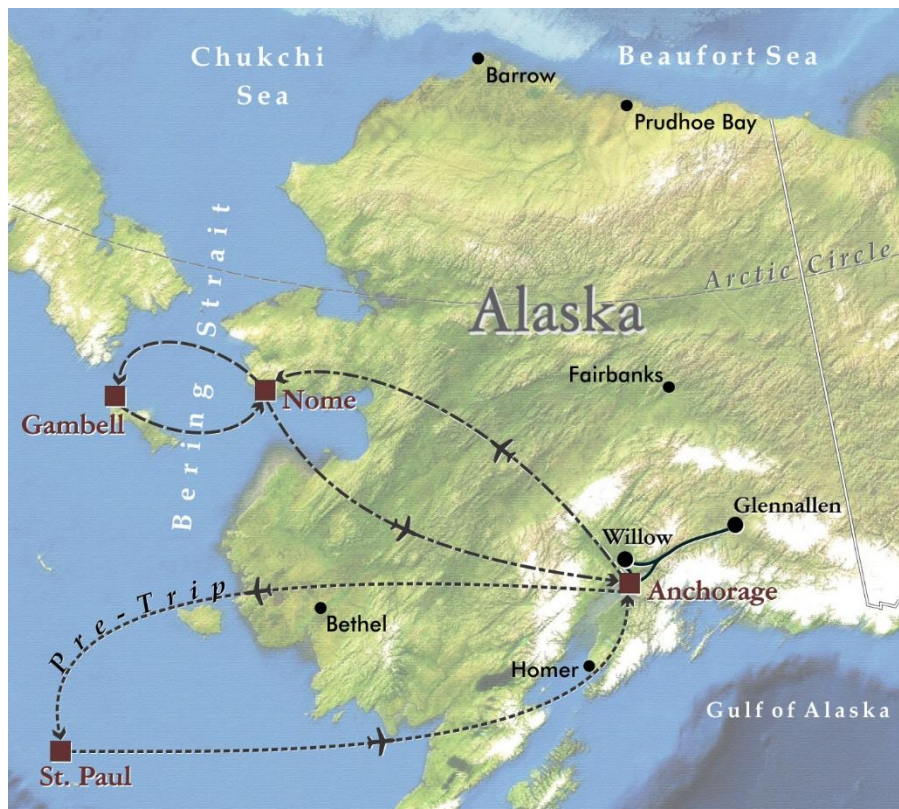 Chukchi
Sea
Beaufort Sea
Barrow
Prudhoe Bay
Arctic Circle
Bering Strait
Alaska
Fairbanks
Nome
Gambell
Glennallen
Willow
Anchorage
Pre-Trip
Bethel
Homer
Gulf of Alaska
St. Paul